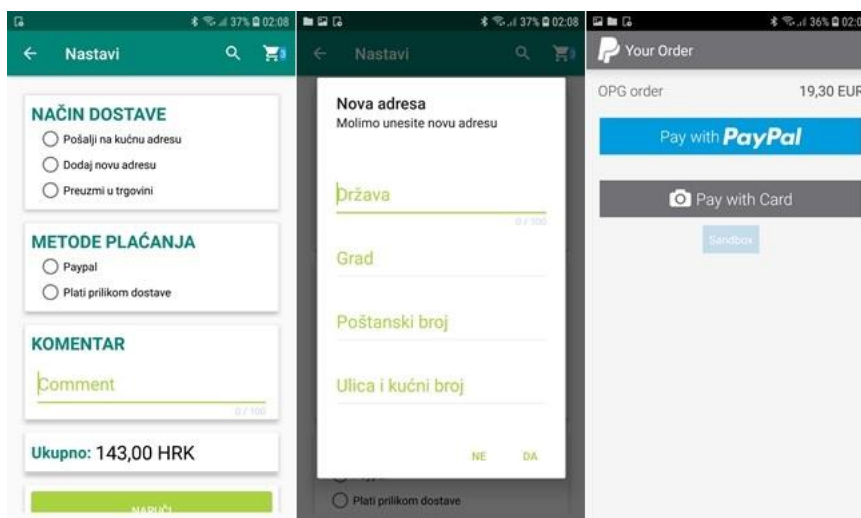 37% 02:08
Nastavi
3
NAČIN DOSTAVE
Pošalji na kućnu adresu
Dodaj novu adresu
Preuzmi u trgovini
METODE PLAĆANJA
Paypal
Plati prilikom dostave
KOMENTAR
Comment
0 / 100
Ukupno: 143,00 HRK
NARUČI
37% 02:08
Nastavi
Nova adresa
Molimo unesite novu adresu
Država
0 / 100
Grad
Poštanski broj
Ulica i kućni broj
NE DA
Plati prilikom dostave
36% 02:0
Your Order
OPG order 19,30 EUR
Pay with PayPal
Pay with Card
Sandbox